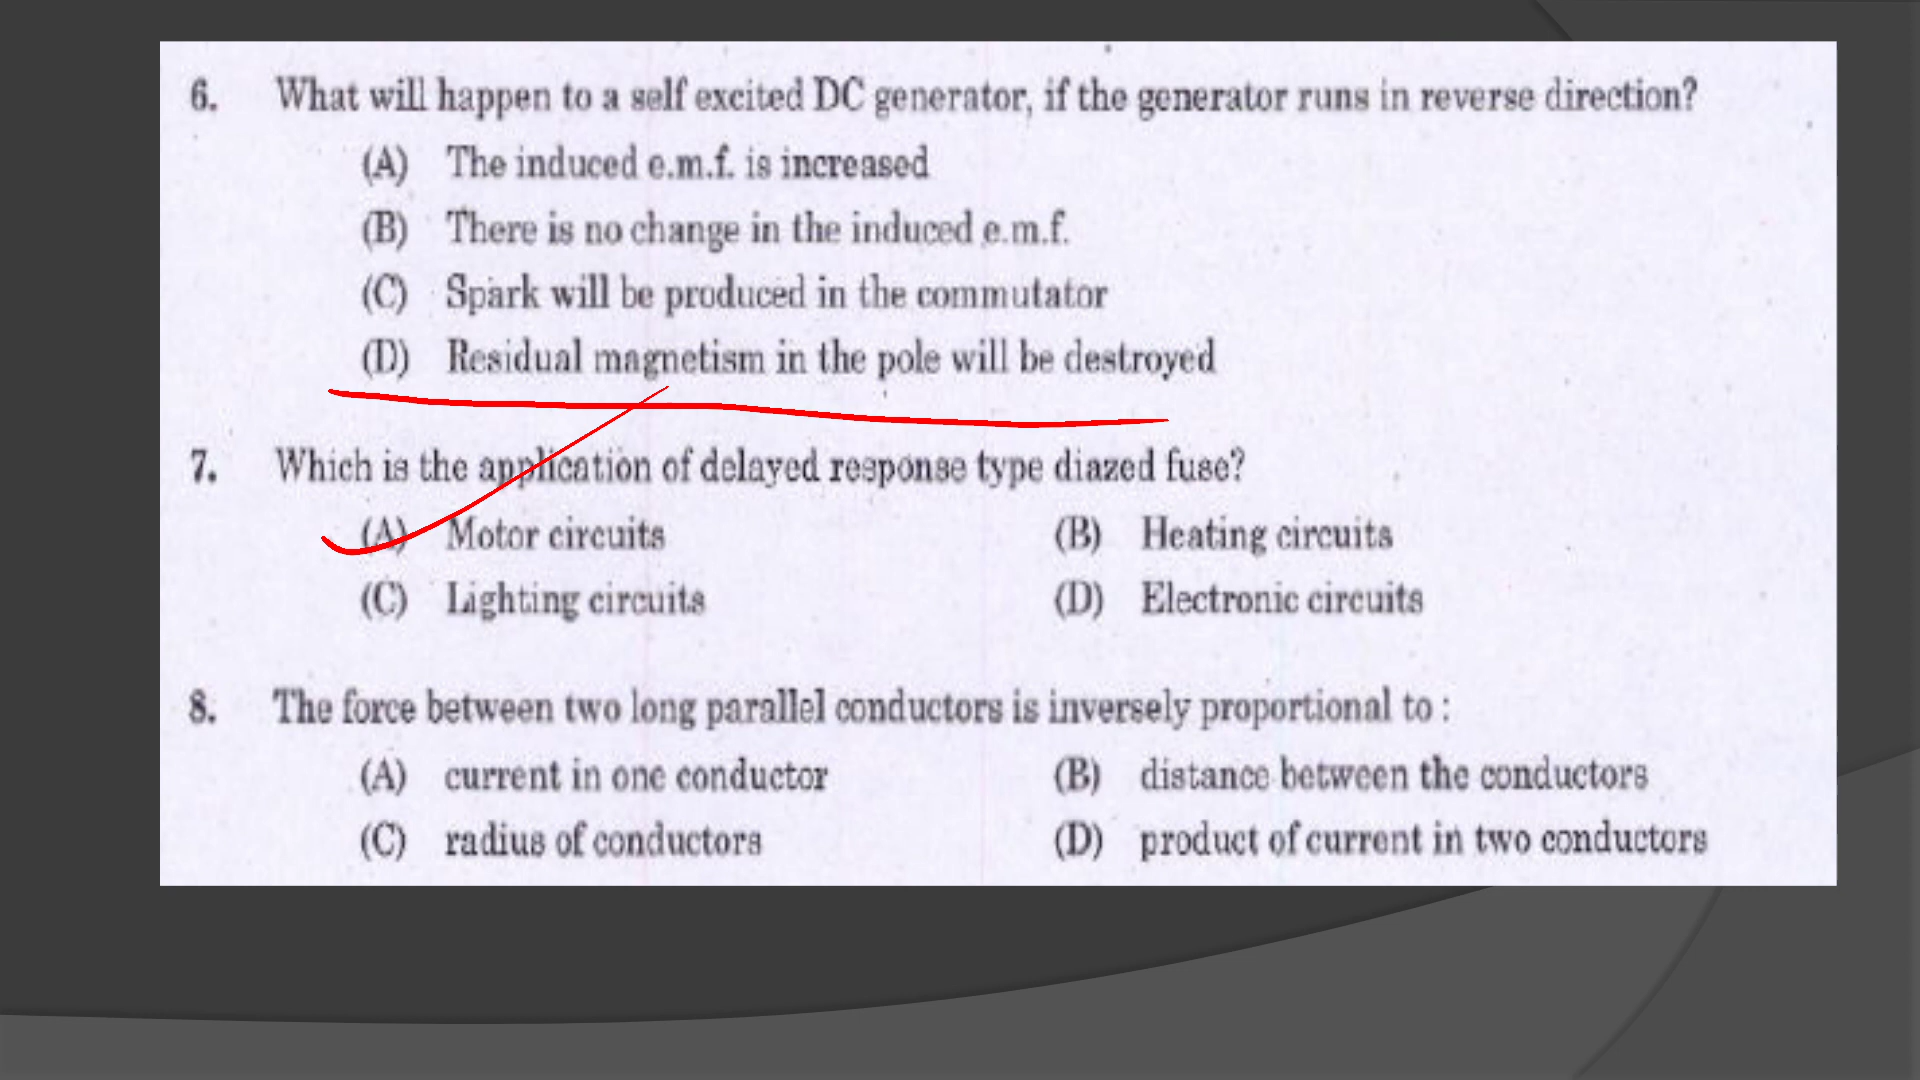 6. What will happen to a self excited DC generator, if the generator runs in reverse direction?
(A) The induced e.m.f. is increased
(B) There is no change in the induced e.m.f.
(C) Spark will be produced in the commutator
(D) Residual magnetism in the pole will be destroyed
7. Which is the application of delayed response type diazed fuse?
(A) Motor circuits (B) Heating circuits
(C) Lighting circuits (D) Electronic circuits
8. The force between two long parallel conductors is inversely proportional to :
(A) current in one conductor (B) distance between the conductors
(C) radius of conductors (D) product of current in two conductors